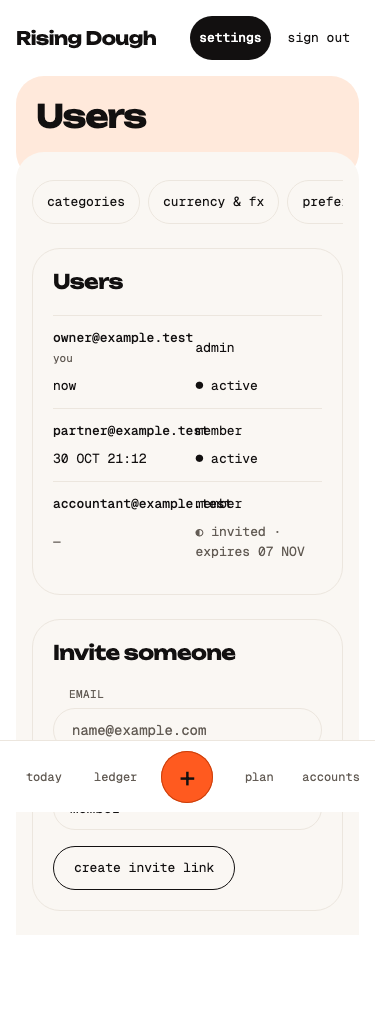 Rising Dough settings sign out
Users
categories currency & fx prefe
Users
owner@example.test
you
admin
now ● active
partner@example.test member
30 OCT 21:12 ● active
accountant@example.test member
— ◐ invited ·
expires 07 NOV
Invite someone
EMAIL
name@example.com
today ledger + plan accounts
member
create invite link